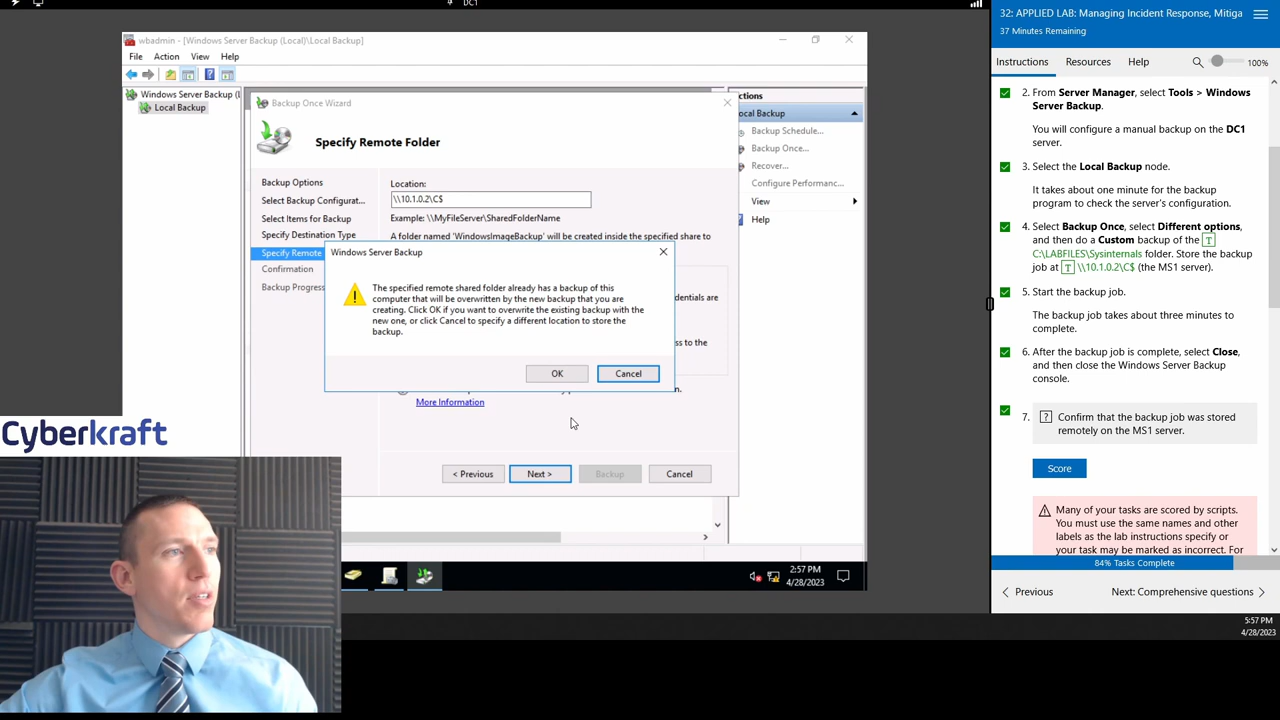 DC1
wbadmin - [Windows Server Backup (Local)\Local Backup]
File Action View Help
Windows Server Backup (L
Local Backup
Backup Once Wizard
Specify Remote Folder
Backup Options
Select Backup Configurat...
Select Items for Backup
Specify Destination Type
Specify Remote
Confirmation
Backup Progress
Location:
\\10.1.0.2\C$
Example: \\MyFileServer\SharedFolderName
A folder named 'WindowsImageBackup' will be created inside the specified share to
dentials are
ss to the
n.
More Information
Windows Server Backup
The specified remote shared folder already has a backup of this
computer that will be overwritten by the new backup that you are
creating. Click OK if you want to overwrite the existing backup with the
new one, or click Cancel to specify a different location to store the
backup.
OK Cancel
< Previous Next > Backup Cancel
ctions
ocal Backup
Backup Schedule...
Backup Once...
Recover...
Configure Performanc...
View
Help
2:57 PM
4/28/2023
Cyberkraft
32: APPLIED LAB: Managing Incident Response, Mitiga
37 Minutes Remaining
Instructions Resources Help 100%
2. From Server Manager, select Tools > Windows
Server Backup.
You will configure a manual backup on the DC1
server.
3. Select the Local Backup node.
It takes about one minute for the backup
program to check the server's configuration.
4. Select Backup Once, select Different options,
and then do a Custom backup of the T
C:\LABFILES\Sysinternals folder. Store the backup
job at T \\10.1.0.2\C$ (the MS1 server).
5. Start the backup job.
The backup job takes about three minutes to
complete.
6. After the backup job is complete, select Close,
and then close the Windows Server Backup
console.
7. ? Confirm that the backup job was stored
remotely on the MS1 server.
Score
Many of your tasks are scored by scripts.
You must use the same names and other
labels as the lab instructions specify or
your task may be marked as incorrect. For
84% Tasks Complete
Previous Next: Comprehensive questions
5:57 PM
4/28/2023